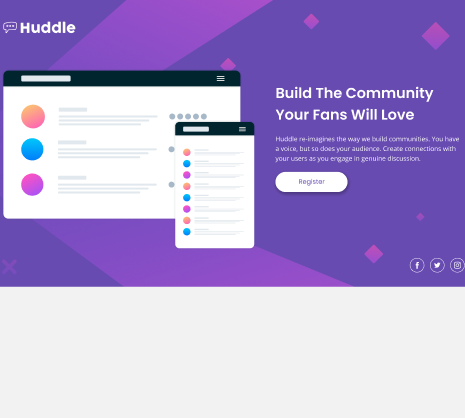 Huddle
Build The Community
Your Fans Will Love
Huddle re-imagines the way we build communities. You have
a voice, but so does your audience. Create connections with
your users as you engage in genuine discussion.
Register